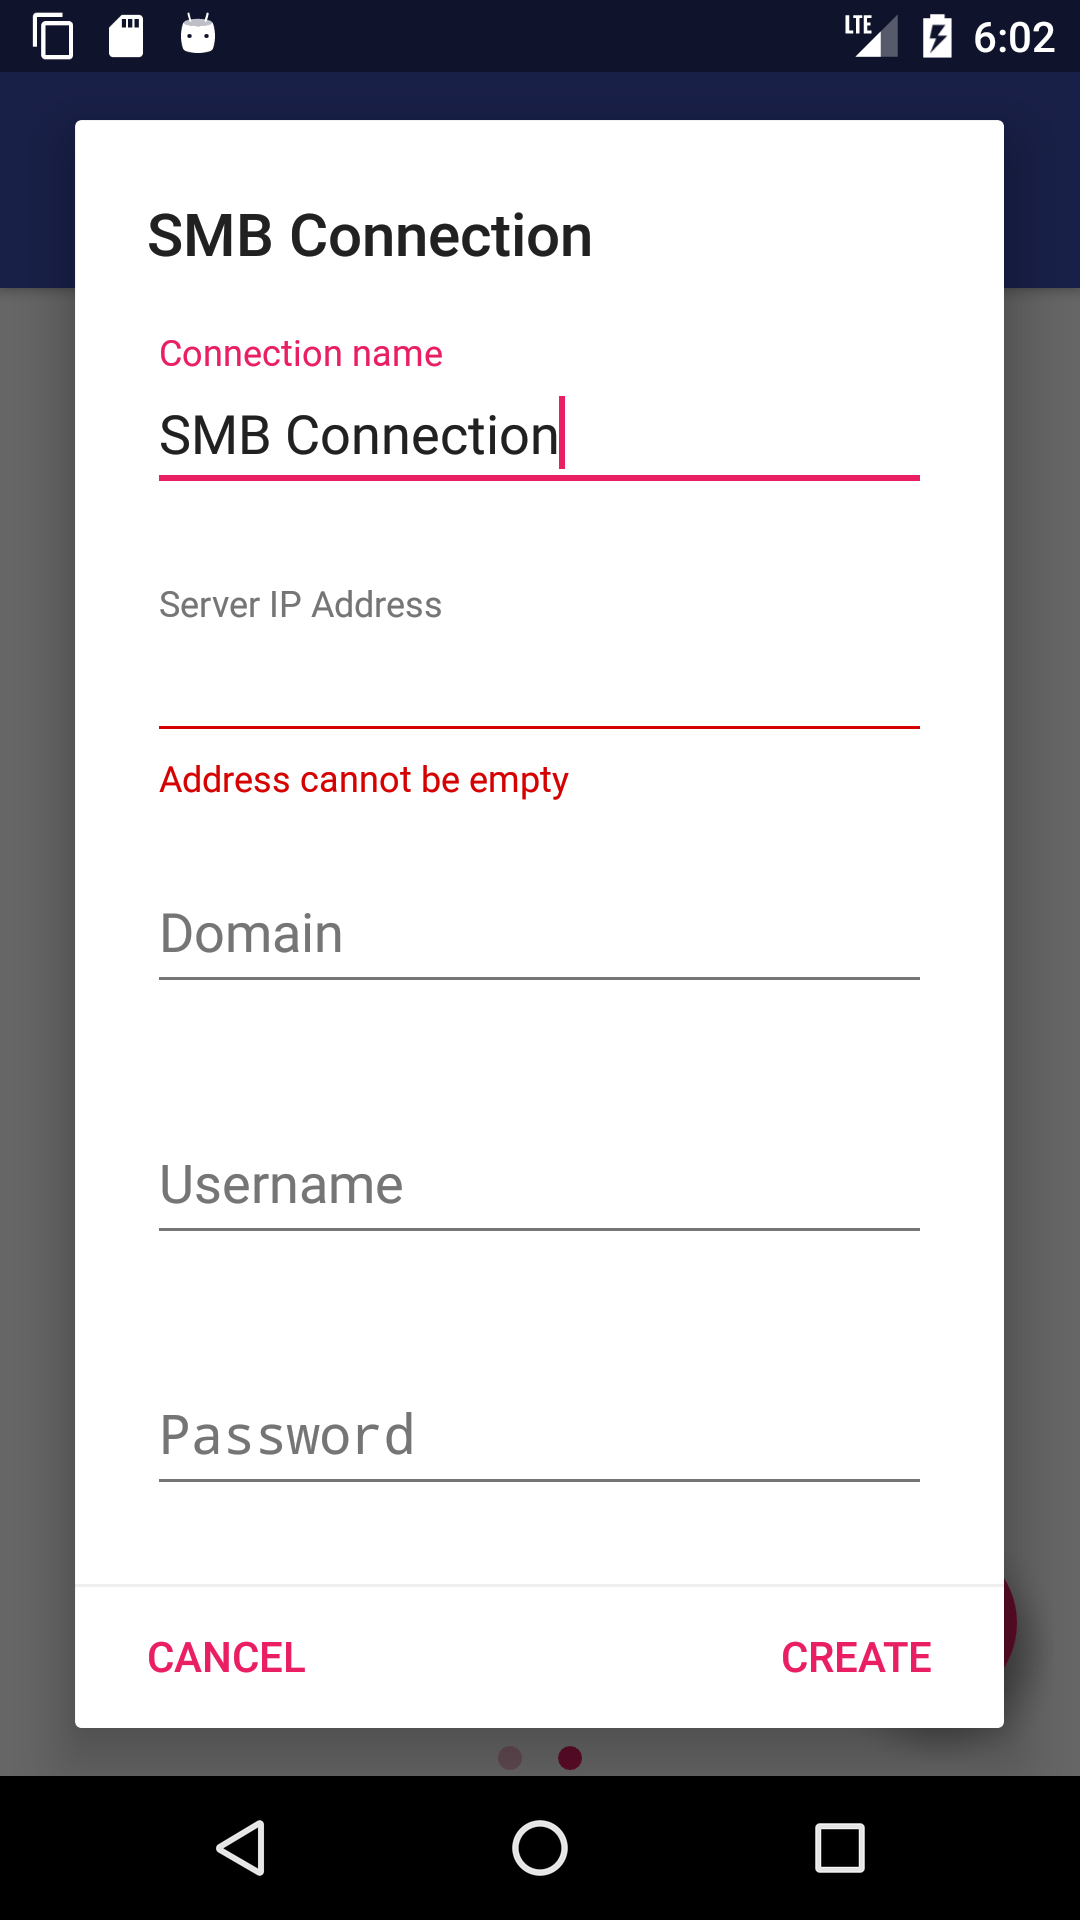 LTE 6:02
SMB Connection
Connection name
SMB Connection
Server IP Address
Address cannot be empty
Domain
Username
Password
CANCEL CREATE